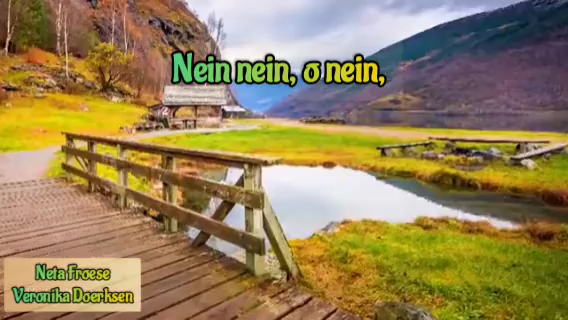 Nein nein, o nein,
Neta Froese
Veronika Doerksen